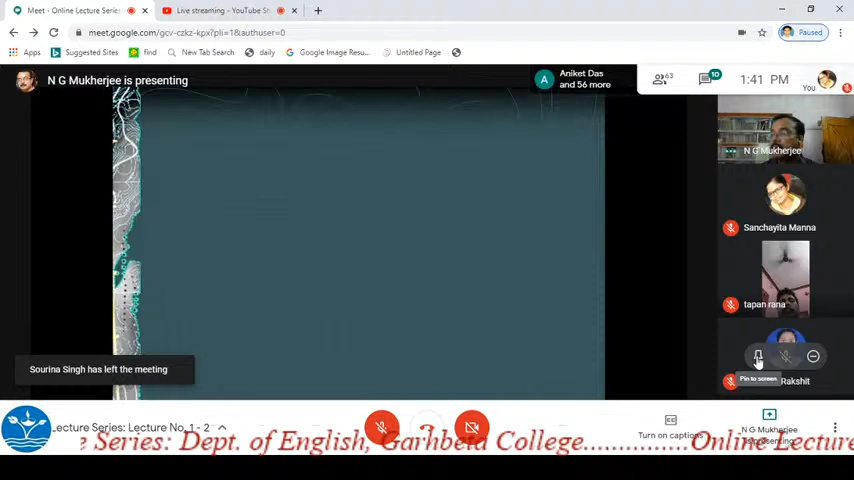 Meet - Online Lecture Series:
Live streaming - YouTube St
meet.google.com/gcv-czkz-kpx?pli=1&authuser=0
Paused
Apps
Suggested Sites
find
New Tab Search
daily
Google Image Resu...
Untitled Page
N G Mukherjee is presenting
A
Aniket Das
and 56 more
63
10
1:41 PM
You
N G Mukherjee
Sanchayita Manna
tapan rana
Pin to screen
Rakshit
Sourina Singh has left the meeting
Lecture Series: Lecture No. 1 - 2
Turn on captions
N G Mukherjee
is presenting
e Series: Dept. of English, Garhbeta College.............Online Lecture